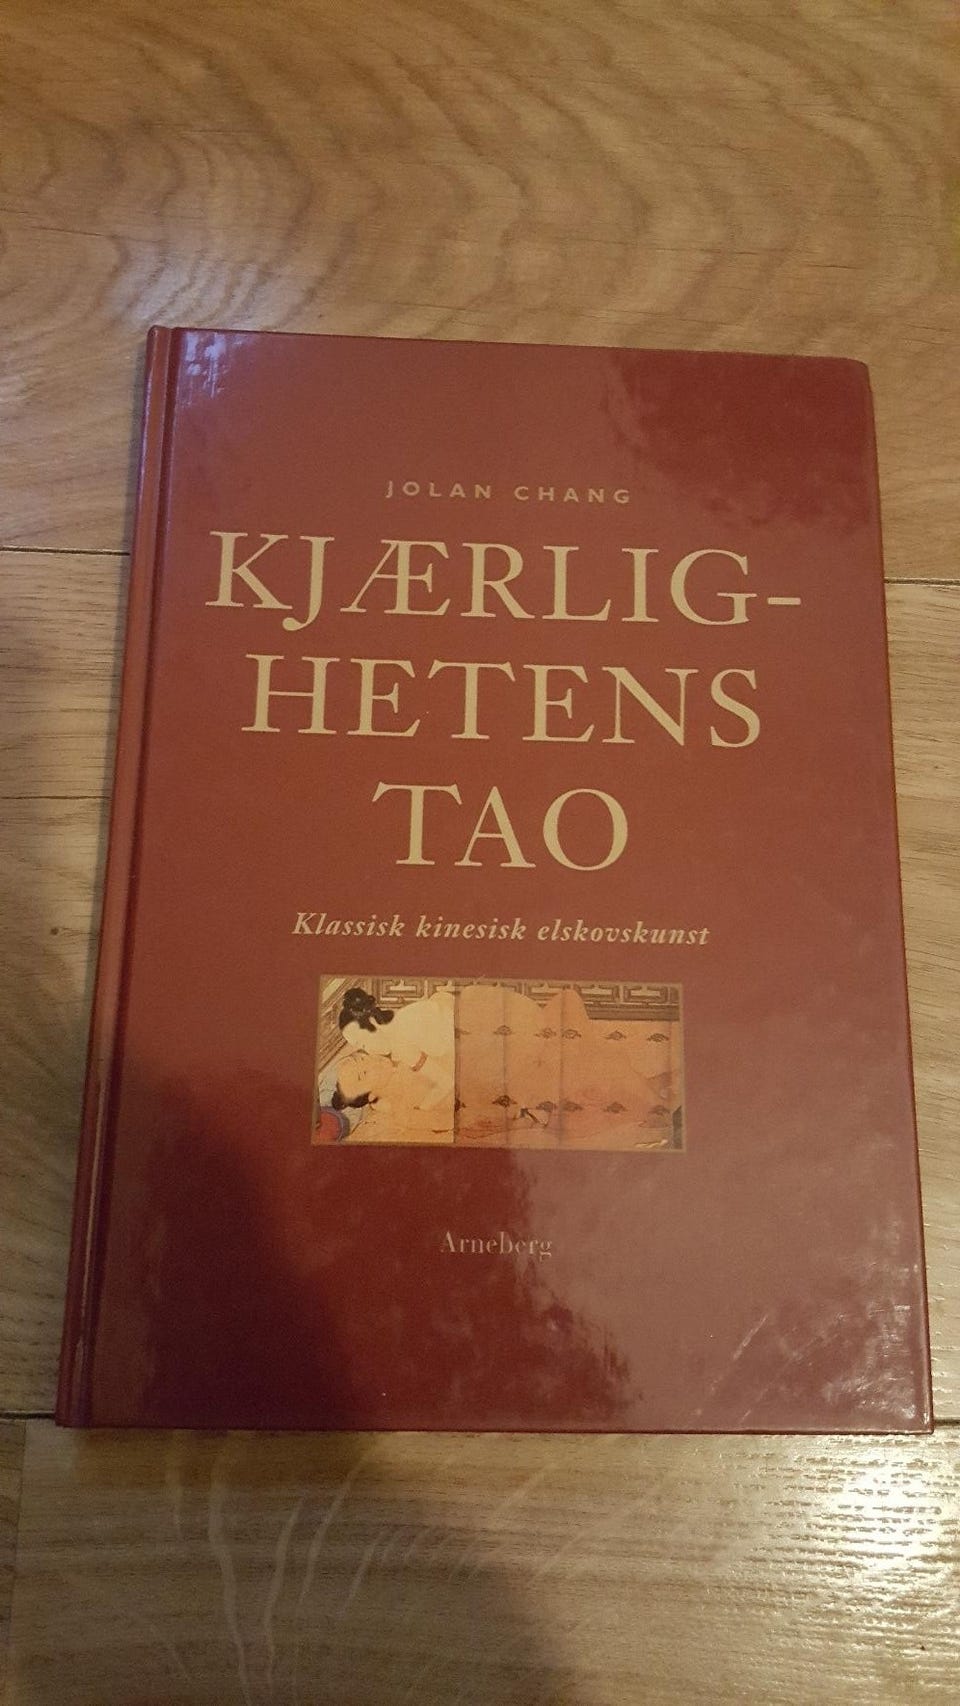 JOLAN CHANG
KJÆRLIG-
HETENS
TAO
Klassisk kinesisk elskovskunst
Arneberg